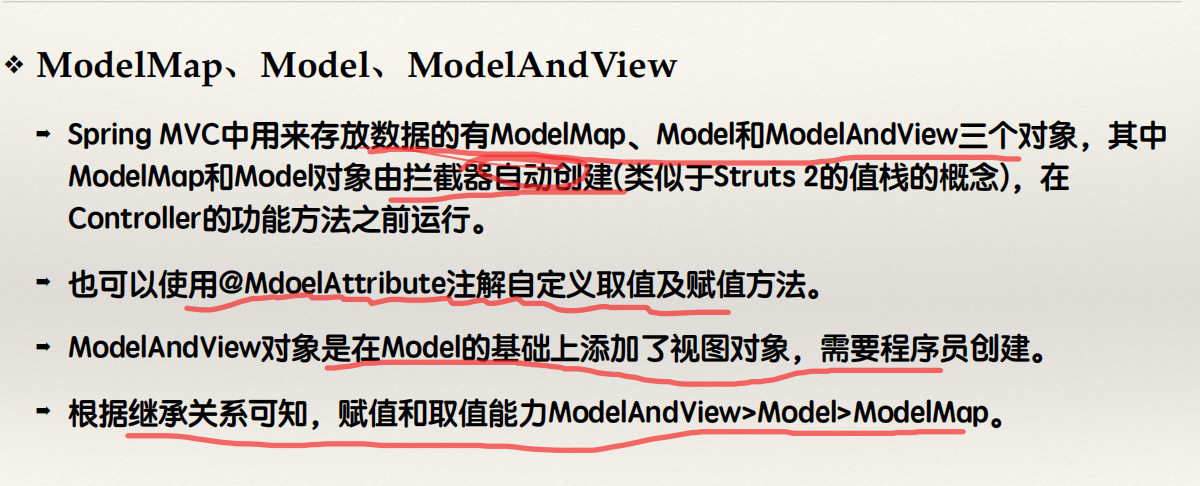 ❖ ModelMap、Model、ModelAndView
➡ Spring MVC中用来存放数据的有ModelMap、Model和ModelAndView三个对象，其中
ModelMap和Model对象由拦截器自动创建(类似于Struts 2的值栈的概念)，在
Controller的功能方法之前运行。
➡ 也可以使用@MdoelAttribute注解自定义取值及赋值方法。
➡ ModelAndView对象是在Model的基础上添加了视图对象，需要程序员创建。
➡ 根据继承关系可知，赋值和取值能力ModelAndView>Model>ModelMap。